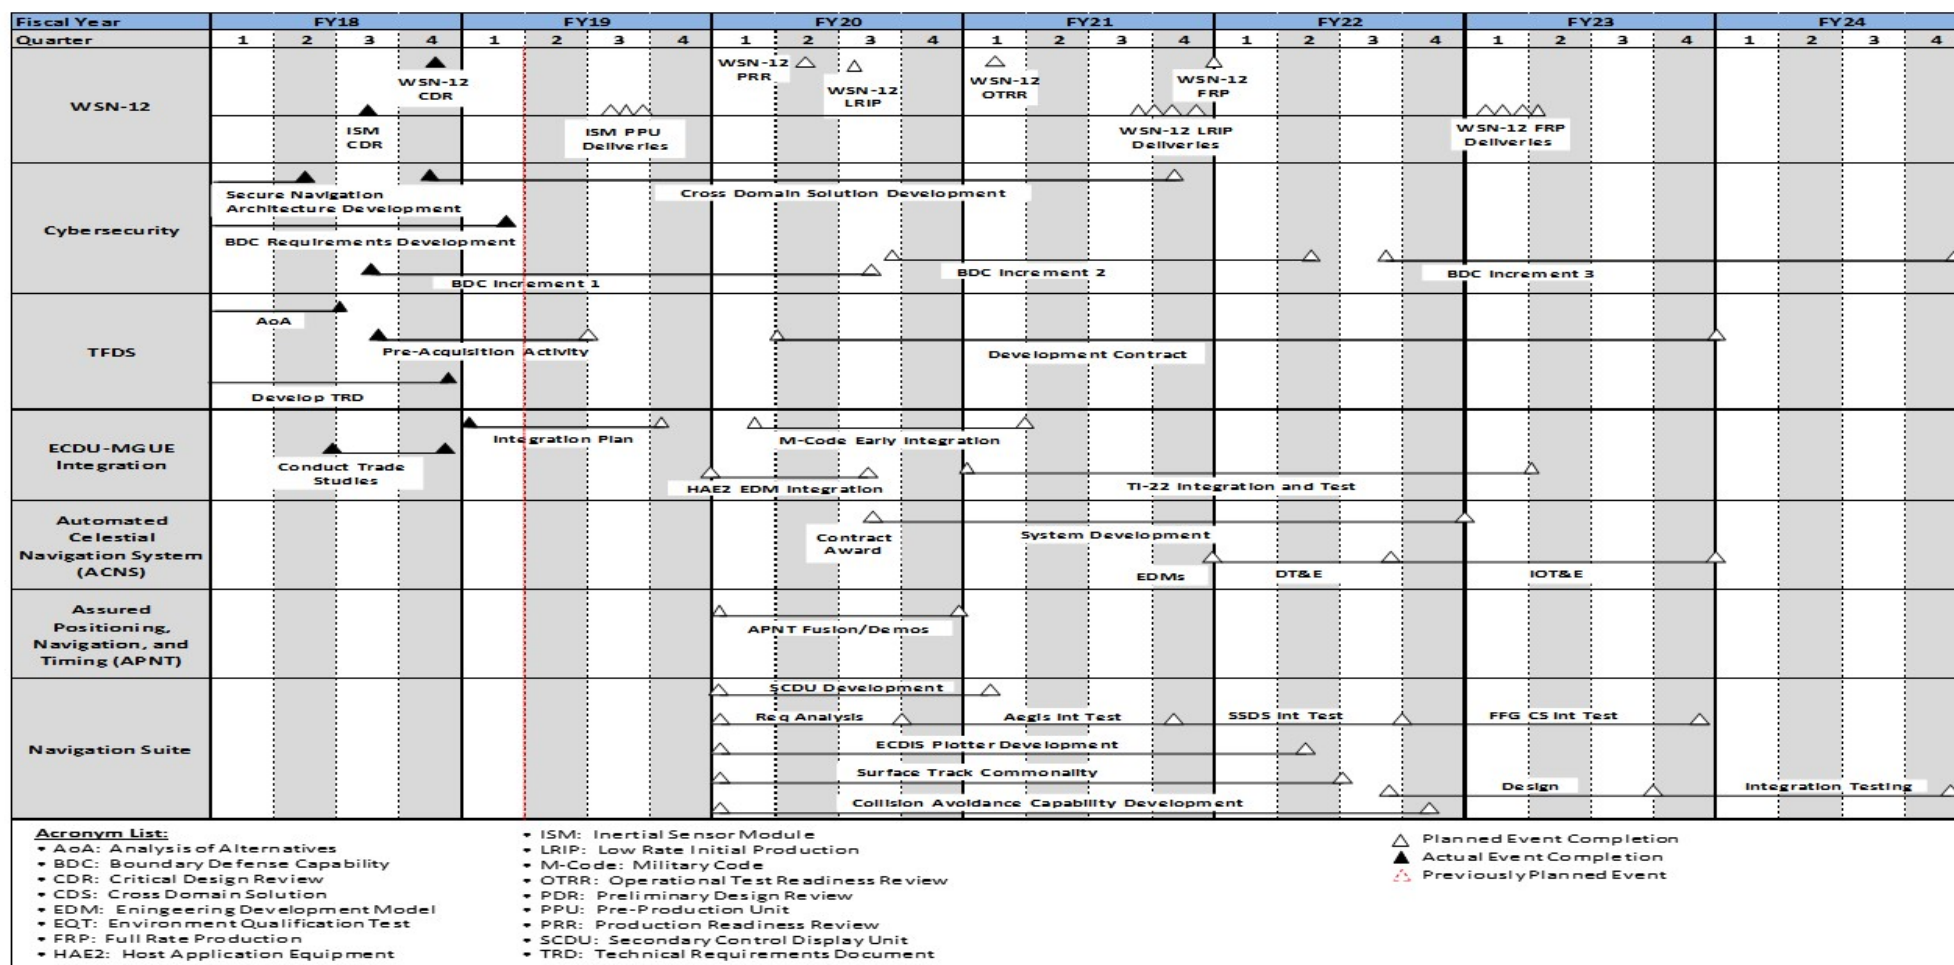 Fiscal Year FY18 FY19 FY20 FY21 FY22 FY23 FY24
Quarter 1 2 3 4 1 2 3 4 1 2 3 4 1 2 3 4 1 2 3 4 1 2 3 4 1 2 3 4
WSN-12
WSN-12
CDR
ISM
CDR
ISM PPU
Deliveries
WSN-12
PRR
WSN-12
LRIP
WSN-12
OTRR
WSN-12 LRIP
Deliveries
WSN-12
FRP
WSN-12 FRP
Deliveries
Cybersecurity
Secure Navigation
Architecture Development
Cross Domain Solution Development
BDC Requirements Development
BDC Increment 1
BDC Increment 2
BDC Increment 3
TFDS
AoA
Pre-Acquisition Activity
Development Contract
Develop TRD
ECDU-MGUE
Integration
Integration Plan
M-Code Early Integration
Conduct Trade
Studies
HAE2 EDM Integration
TI-22 Integration and Test
Automated
Celestial
Navigation System
(ACNS)
Contract
Award
System Development
EDMs
DT&E
IOT&E
Assured
Positioning,
Navigation, and
Timing (APNT)
APNT Fusion/Demos
Navigation Suite
SCDU Development
Req Analysis
Aegis Int Test
SSDS Int Test
FFG CS Int Test
ECDIS Plotter Development
Surface Track Commonality
Design
Integration Testing
Collision Avoidance Capability Development
Acronym List:
• AoA: Analysis of Alternatives
• BDC: Boundary Defense Capability
• CDR: Critical Design Review
• CDS: Cross Domain Solution
• EDM: Eningeering Development Model
• EQT: Environment Qualification Test
• FRP: Full Rate Production
• HAE2: Host Application Equipment
• ISM: Inertial Sensor Module
• LRIP: Low Rate Initial Production
• M-Code: Military Code
• OTRR: Operational Test Readiness Review
• PDR: Preliminary Design Review
• PPU: Pre-Production Unit
• PRR: Production Readiness Review
• SCDU: Secondary Control Display Unit
• TRD: Technical Requirements Document
Planned Event Completion
Actual Event Completion
Previously Planned Event